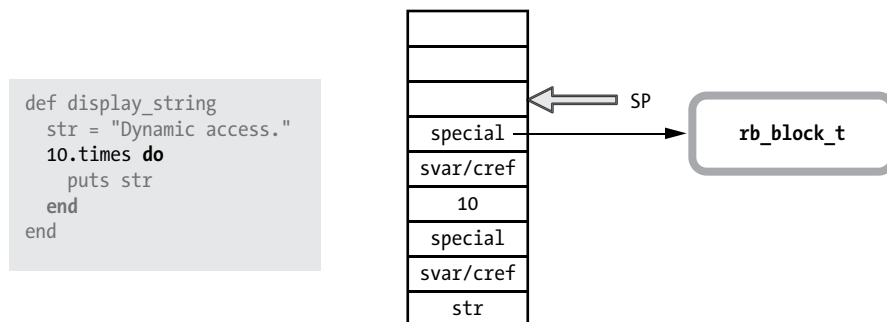 def display_string
  str = "Dynamic access."
  10.times do
    puts str
  end
end
SP
special
rb_block_t
svar/cref
10
special
svar/cref
str